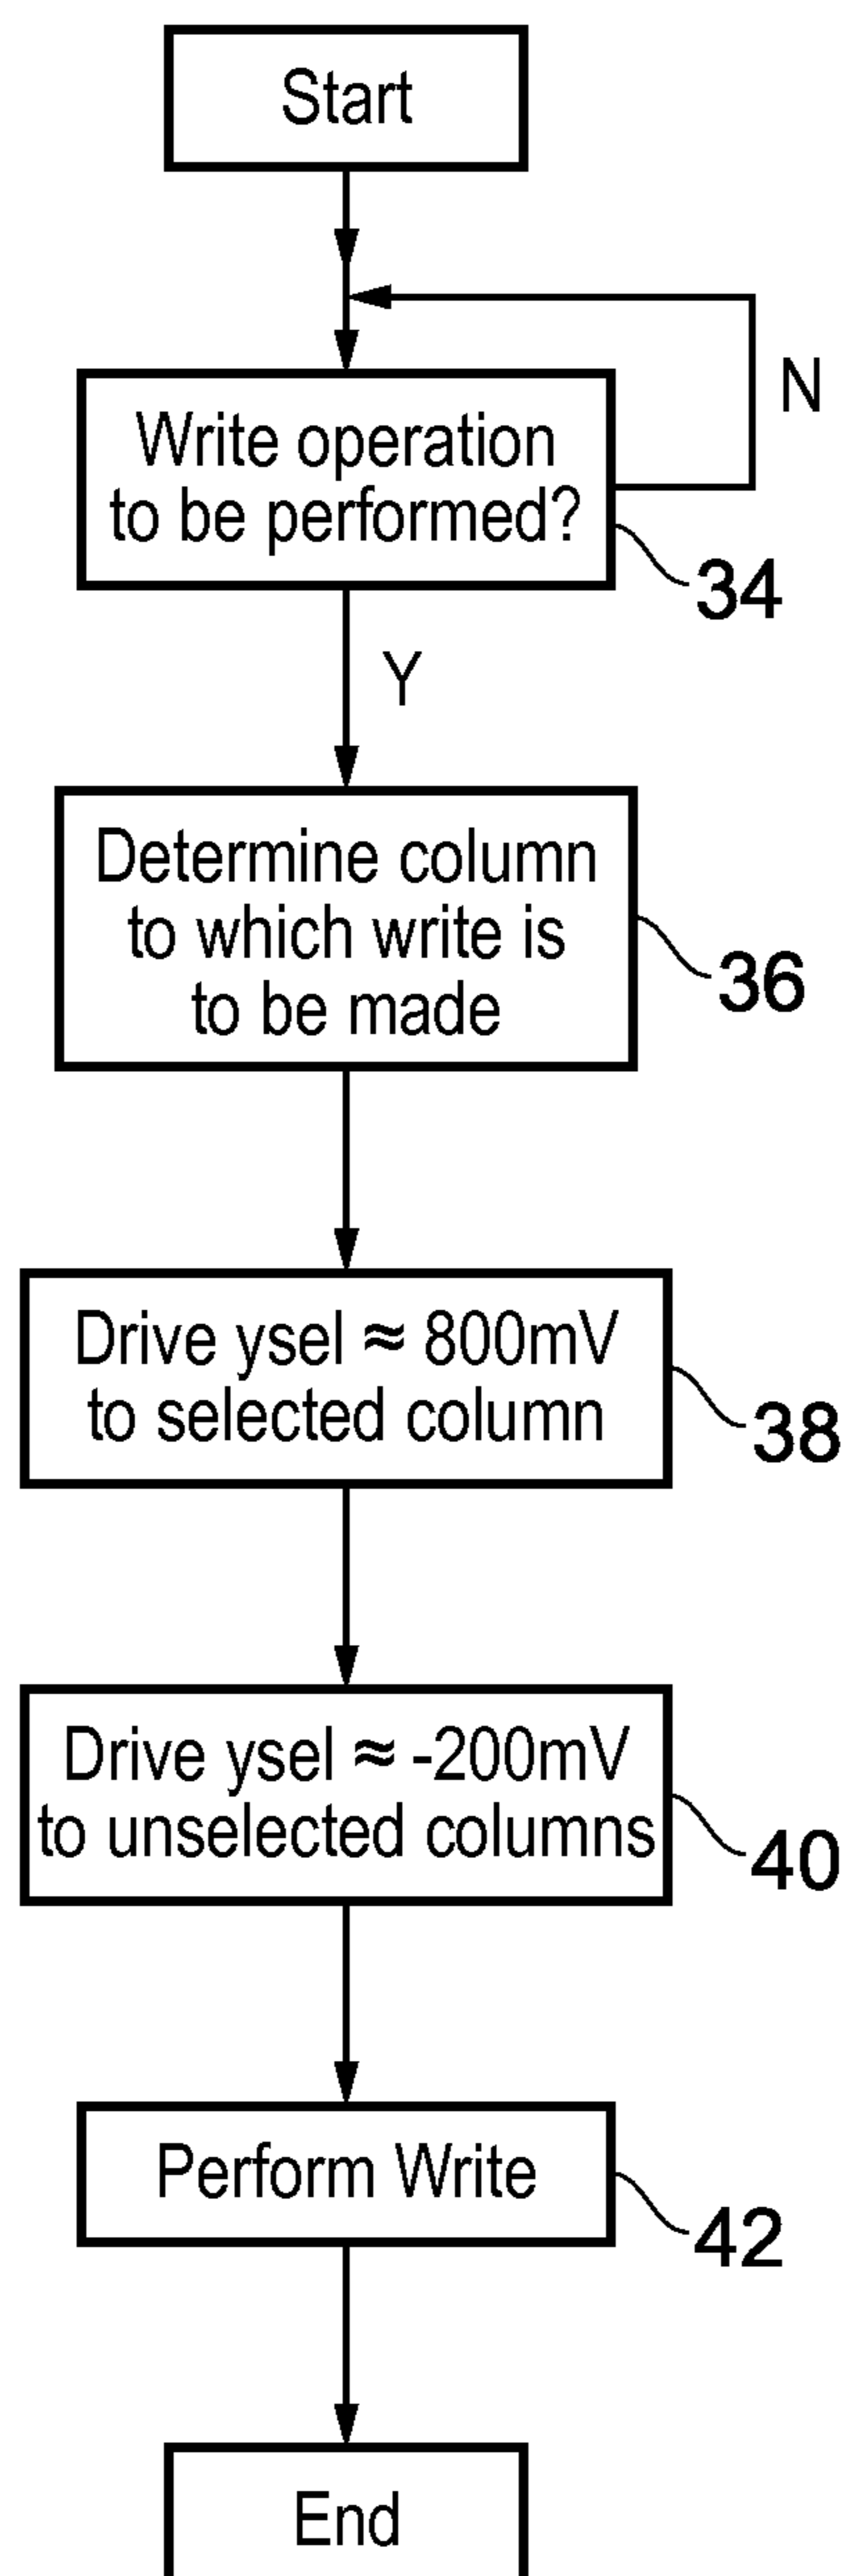 Start
N
Write operation
to be performed?
34
Y
Determine column
to which write is
to be made
36
Drive ysel ≈ 800mV
to selected column
38
Drive ysel ≈ -200mV
to unselected columns
40
Perform Write
42
End